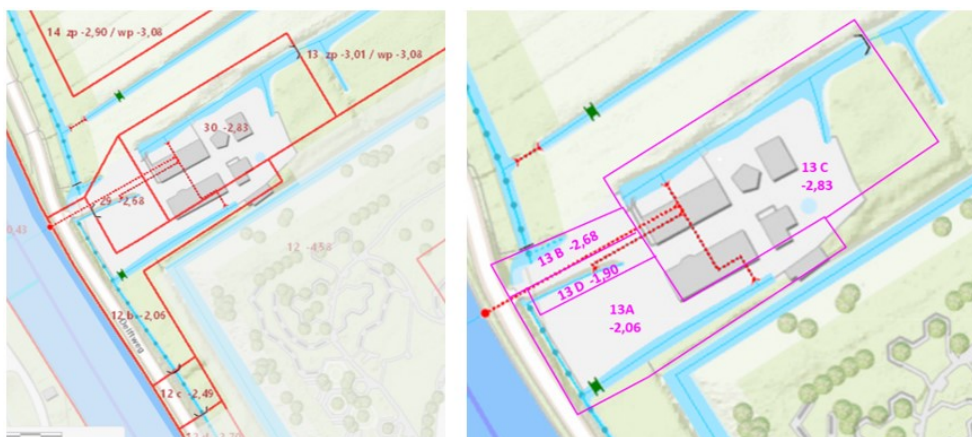 14 zp -2,90 / wp -3,08
13 zp -3,01 / wp -3,08
30 -2,83
29 -2,68
12 -4,58
12 b -2,06
Delftweg
12 c -2,49
13 C
-2,83
13 B -2,68
13 D -1,90
13A
-2,06